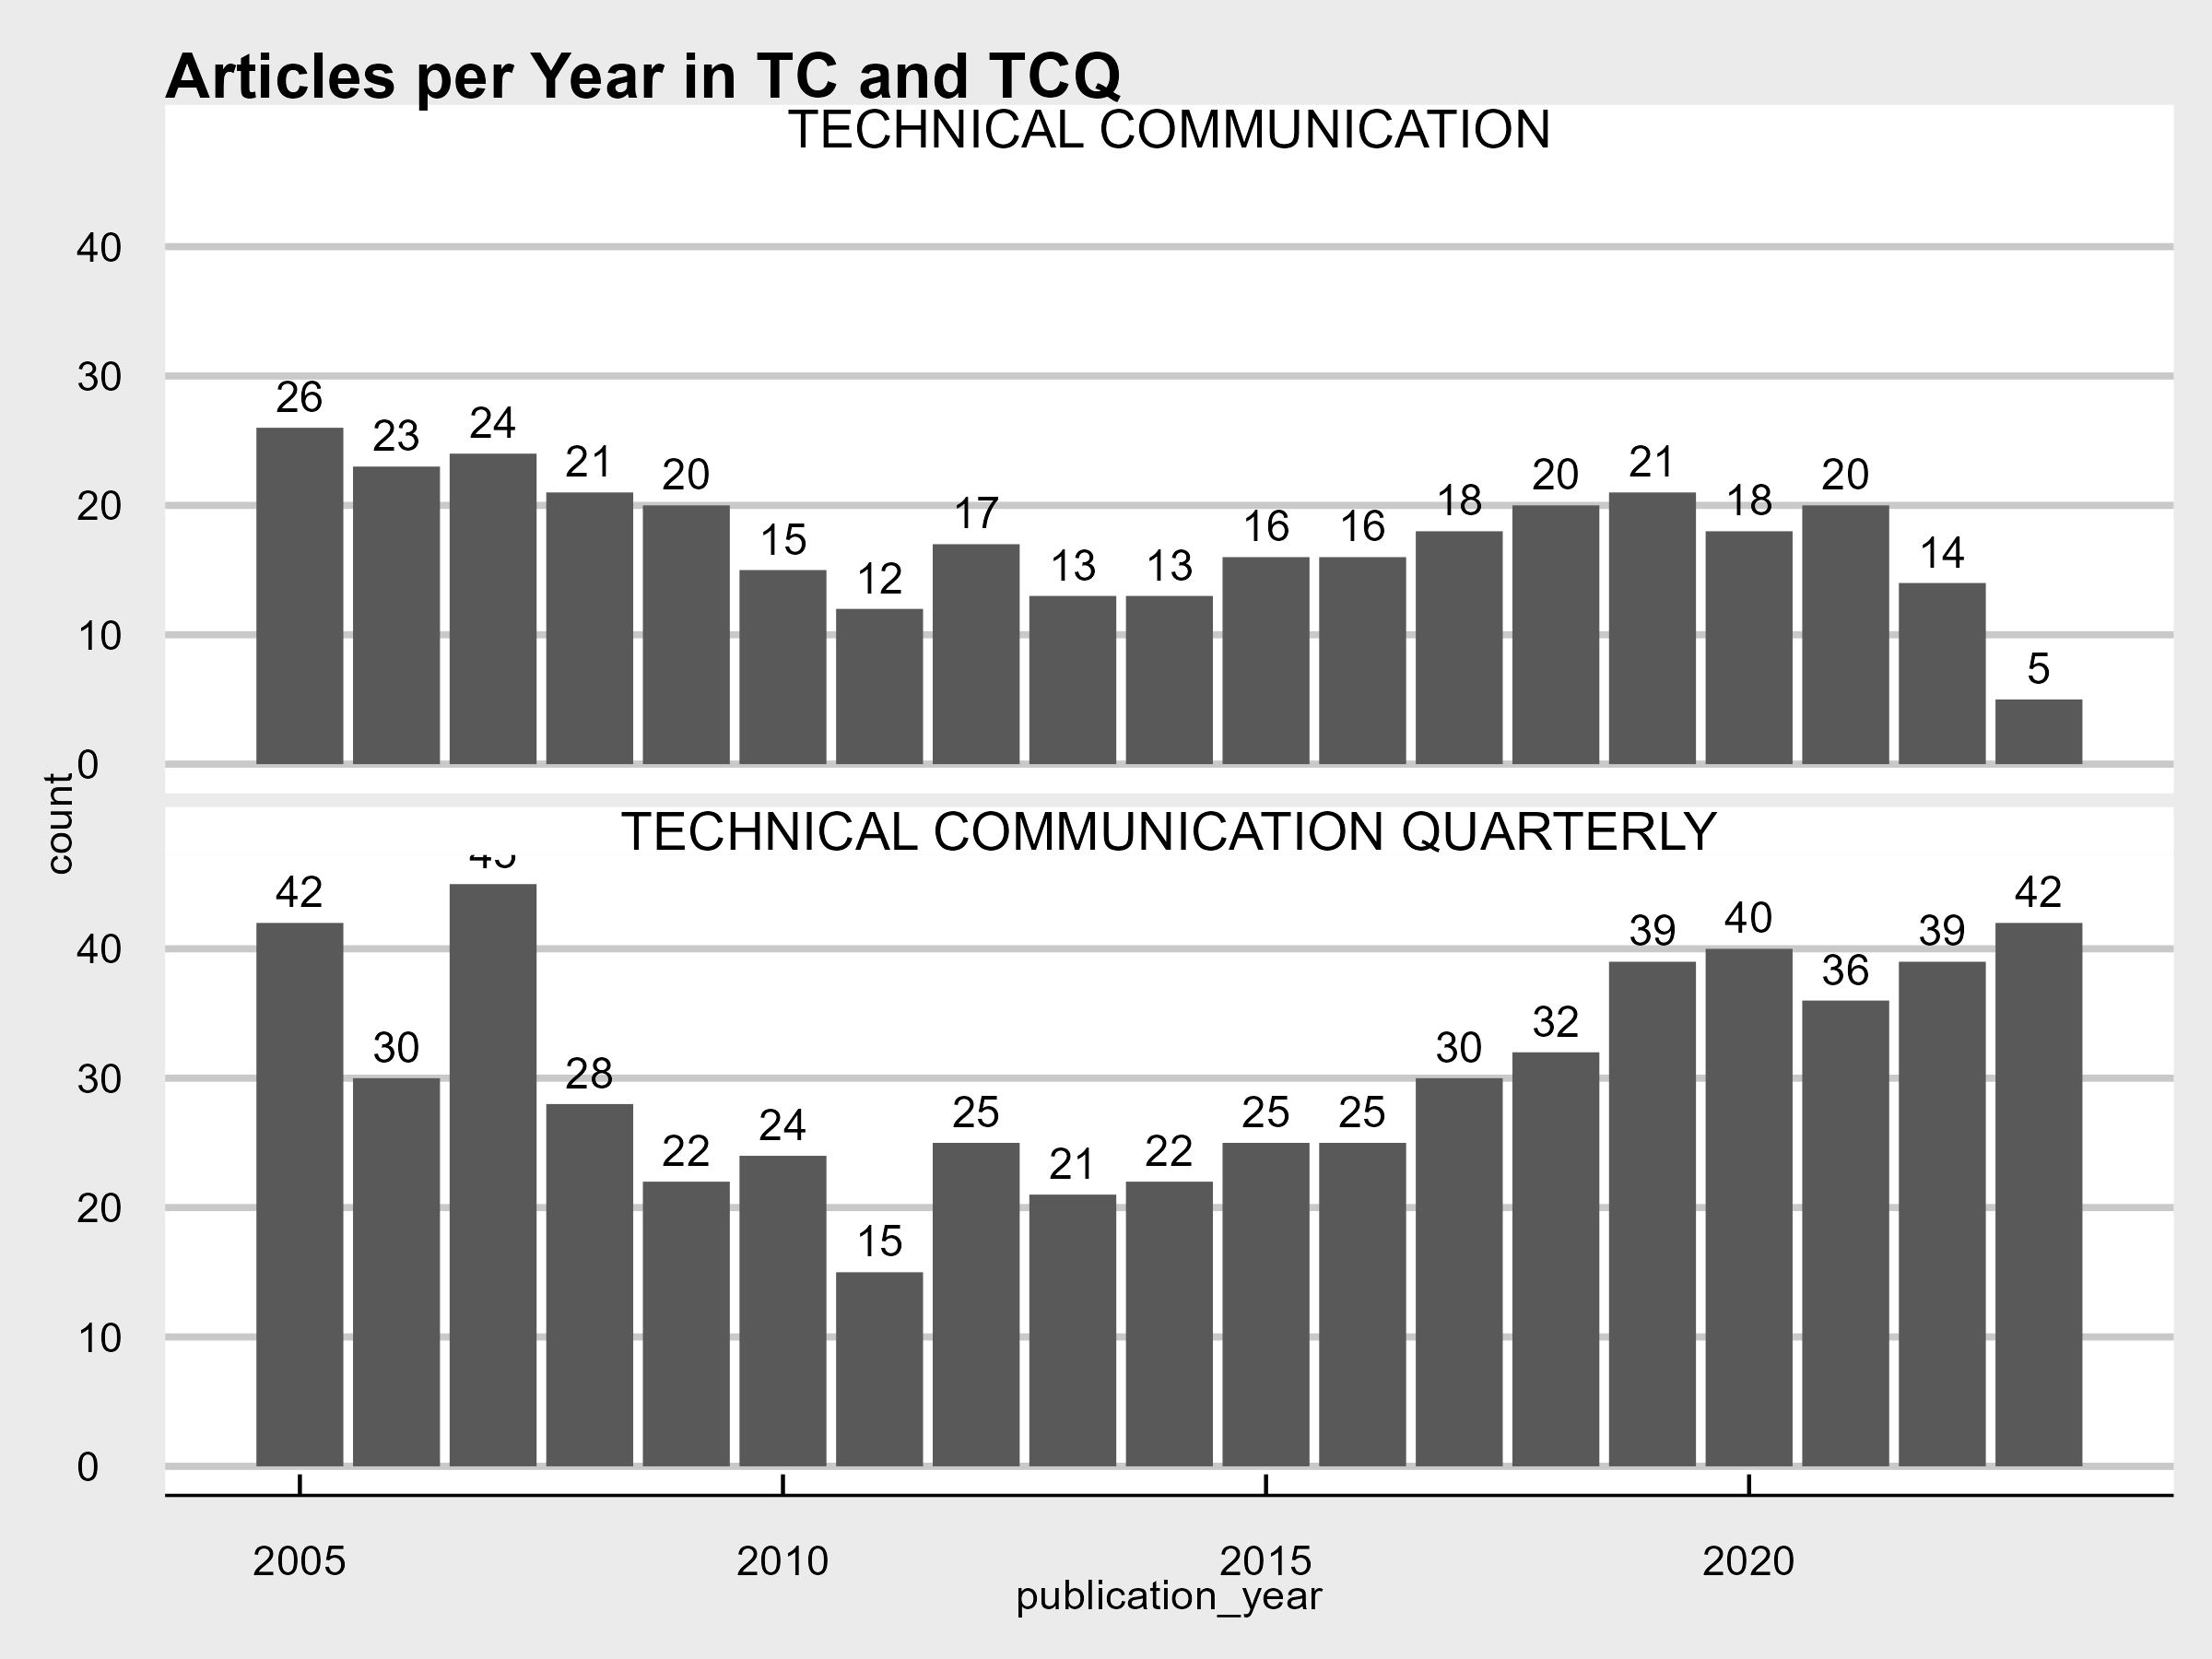 Articles per Year in TC and TCQ
TECHNICAL COMMUNICATION
40
30
20
10
0
26 23 24 21 20 15 12 17 13 13 16 16 18 20 21 18 20 14 5
count
TECHNICAL COMMUNICATION QUARTERLY
40
30
20
10
0
42 30 28 22 24 15 25 21 22 25 25 30 32 39 40 36 39 42
2005 2010 2015 2020
publication_year